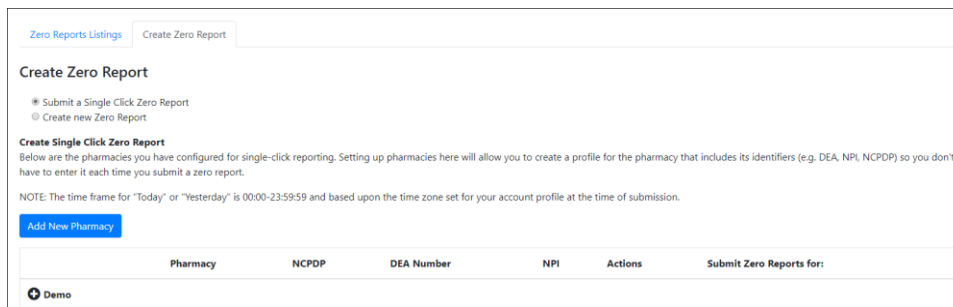 Zero Reports Listings Create Zero Report
Create Zero Report
Submit a Single Click Zero Report
Create new Zero Report
Create Single Click Zero Report
Below are the pharmacies you have configured for single-click reporting. Setting up pharmacies here will allow you to create a profile for the pharmacy that includes its identifiers (e.g. DEA, NPI, NCPDP) so you don't
have to enter it each time you submit a zero report.
NOTE: The time frame for "Today" or "Yesterday" is 00:00-23:59:59 and based upon the time zone set for your account profile at the time of submission.
Add New Pharmacy
Pharmacy NCPDP DEA Number NPI Actions Submit Zero Reports for:
Demo